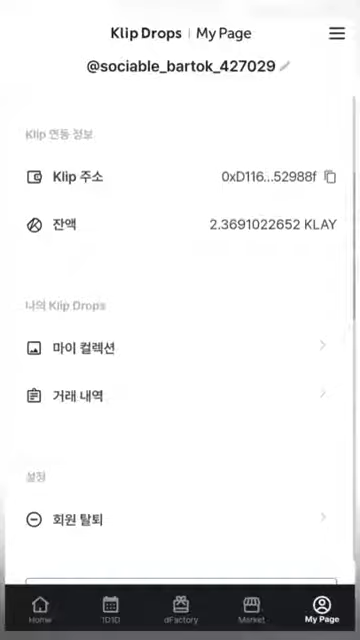 Klip Drops | My Page
@sociable_bartok_427029
Klip 연동 정보
Klip 주소 0xD116...52988f
잔액 2.3691022652 KLAY
나의 Klip Drops
마이 컬렉션
거래 내역
설정
회원 탈퇴
Home 1D1D dFactory Market My Page